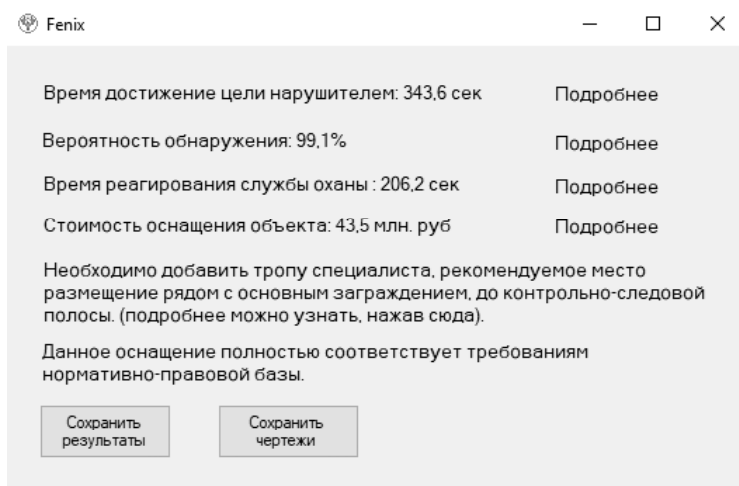 Fenix
Время достижение цели нарушителем: 343,6 сек Подробнее
Вероятность обнаружения: 99,1% Подробнее
Время реагирования службы оханы : 206,2 сек Подробнее
Стоимость оснащения объекта: 43,5 млн. руб Подробнее
Необходимо добавить тропу специалиста, рекомендуемое место
размещение рядом с основным заграждением, до контрольно-следовой
полосы. (подробнее можно узнать, нажав сюда).
Данное оснащение полностью соответствует требованиям
нормативно-правовой базы.
Сохранить
результаты
Сохранить
чертежи